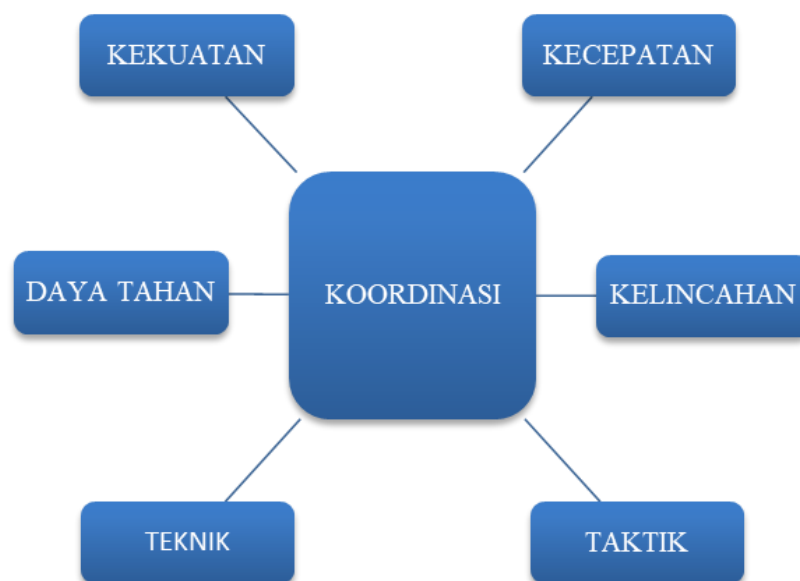 KEKUATAN
KECEPATAN
DAYA TAHAN
KOORDINASI
KELINCAHAN
TEKNIK
TAKTIK